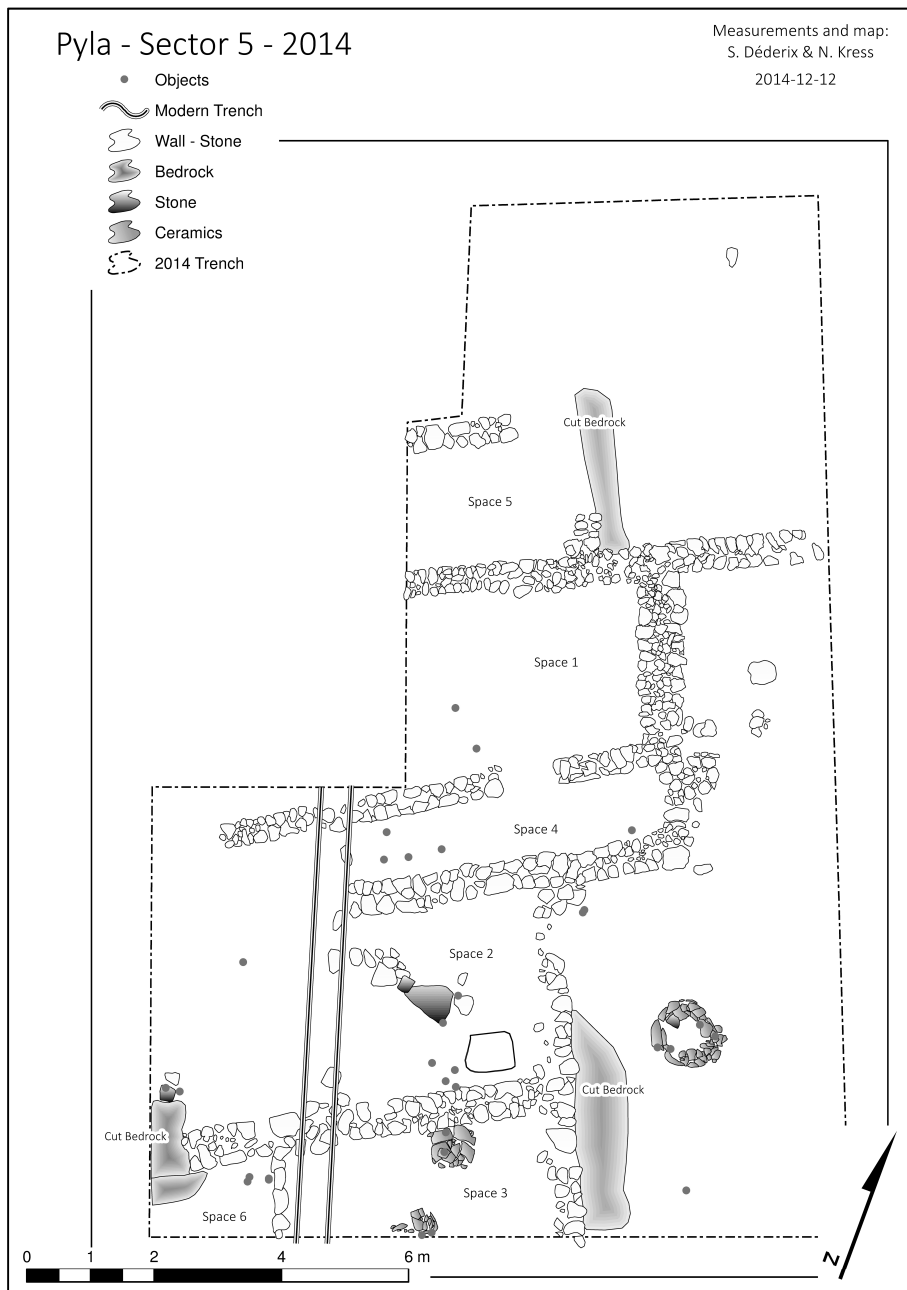 Pyla - Sector 5 - 2014
Measurements and map:
S. Déderix & N. Kress
2014-12-12
Objects
Modern Trench
Wall - Stone
Bedrock
Stone
Ceramics
2014 Trench
Cut Bedrock
Space 5
Space 1
Space 4
Space 2
Cut Bedrock
Cut Bedrock
Space 3
Space 6
0 1 2 4 6 m
N